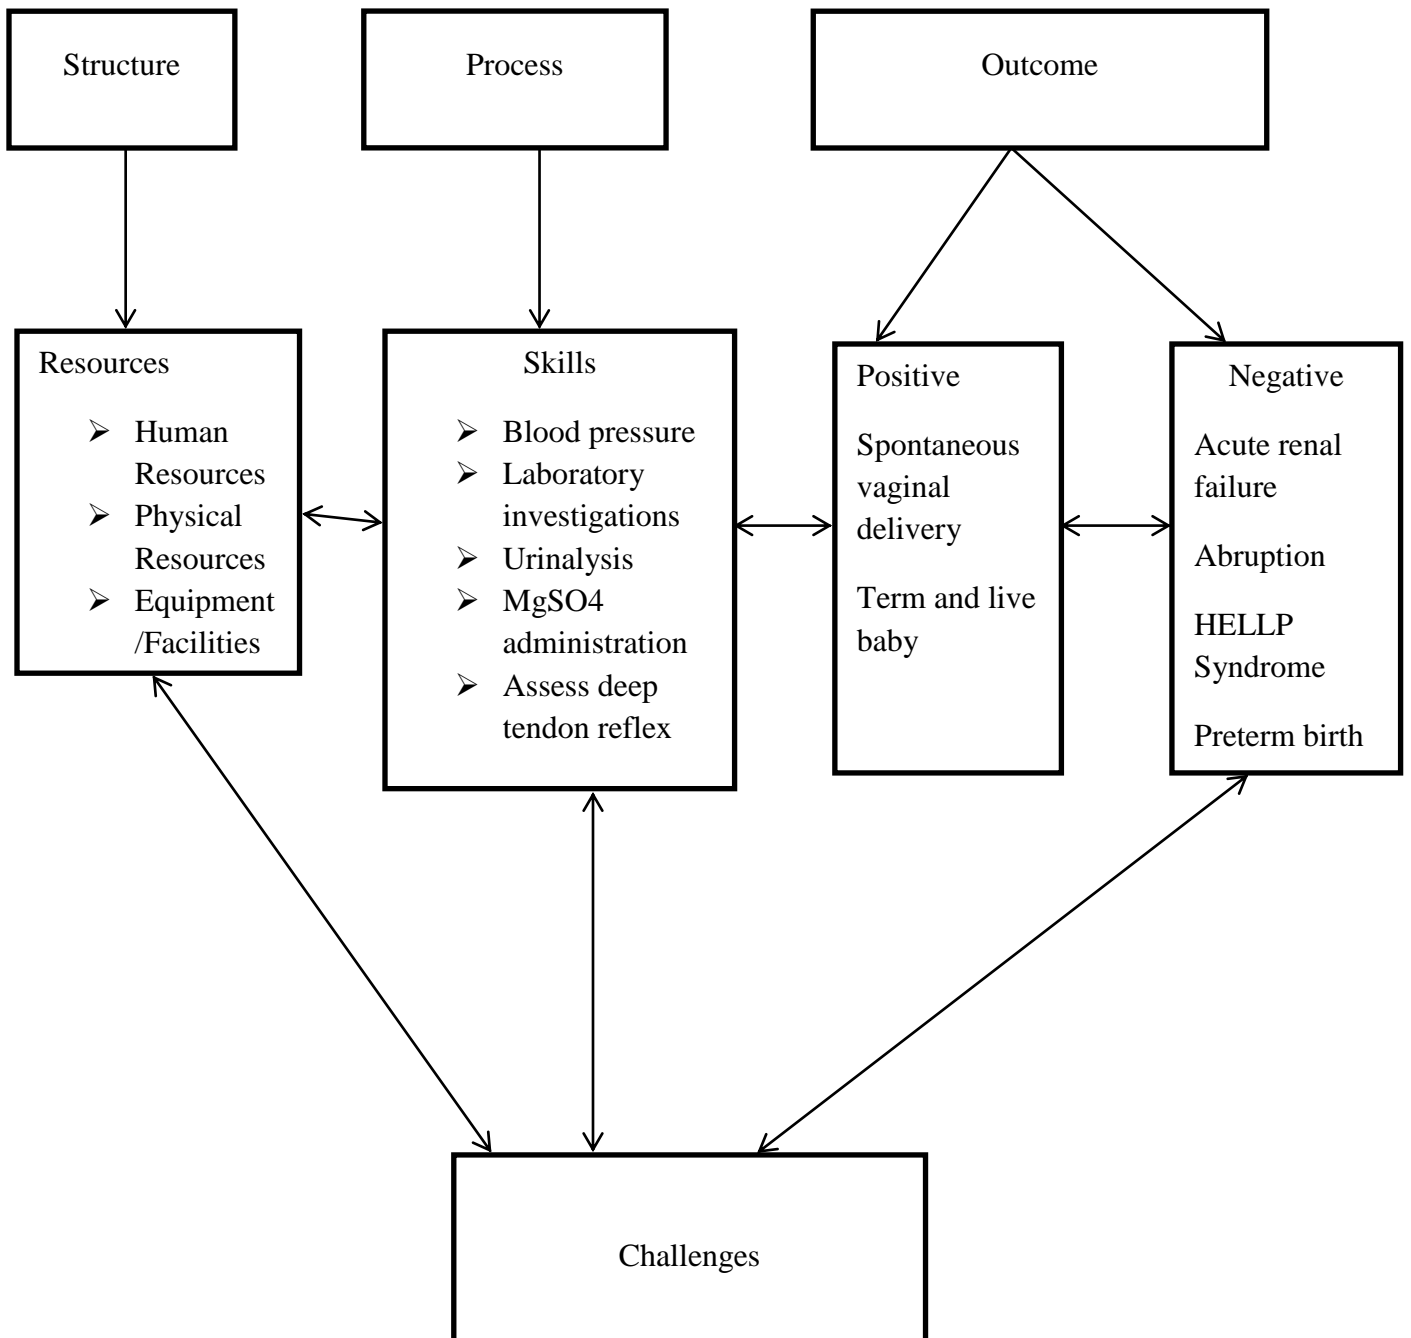 Structure
Process
Outcome
Resources
➢ Human
Resources
➢ Physical
Resources
➢ Equipment
/Facilities
Skills
➢ Blood pressure
➢ Laboratory
investigations
➢ Urinalysis
➢ MgSO4
administration
➢ Assess deep
tendon reflex
Positive
Spontaneous
vaginal
delivery
Term and live
baby
Negative
Acute renal
failure
Abruption
HELLP
Syndrome
Preterm birth
Challenges